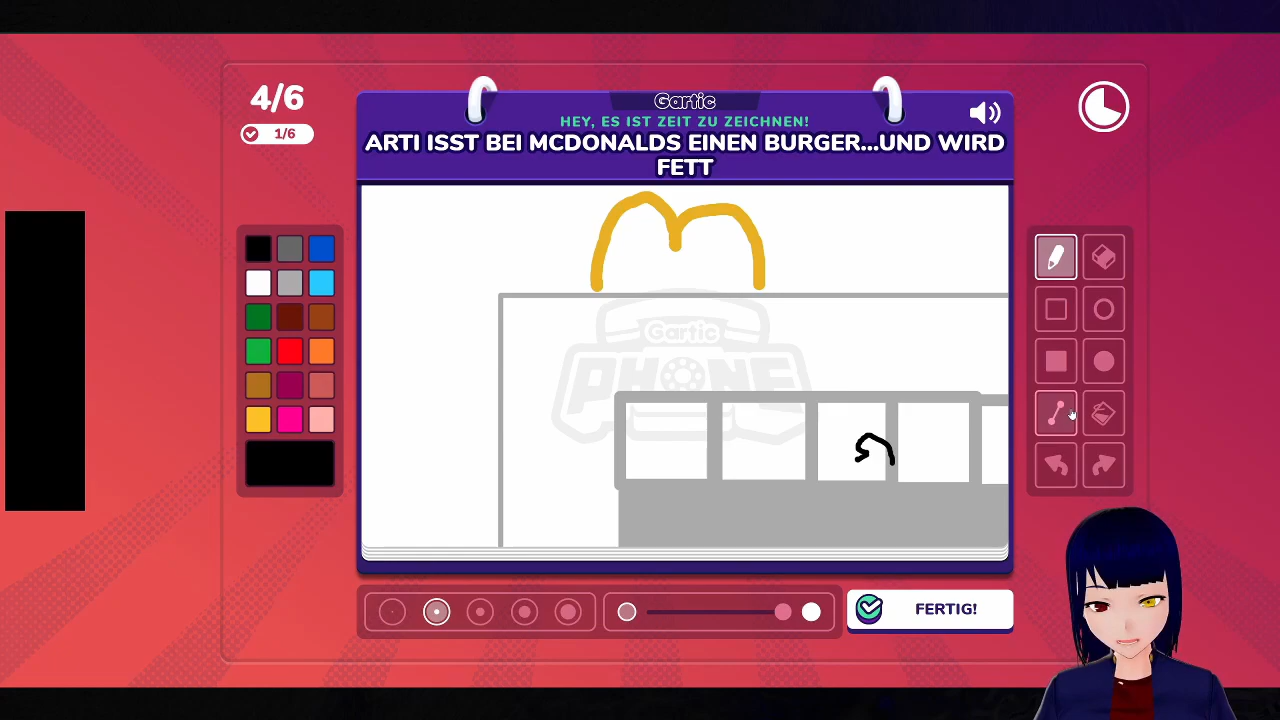 4/6
1/6
Gartic
HEY, ES IST ZEIT ZU ZEICHNEN!
ARTI ISST BEI MCDONALDS EINEN BURGER...UND WIRD
FETT
Gartic
PHONE
FERTIG!